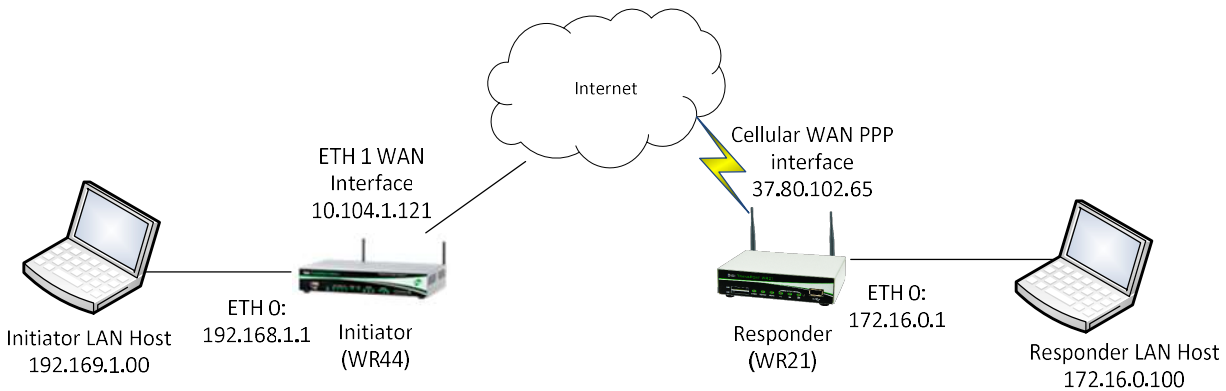 Internet
ETH 1 WAN
Interface
10.104.1.121
Cellular WAN PPP
interface
37.80.102.65
ETH 0:
192.168.1.1
Initiator
(WR44)
Initiator LAN Host
192.169.1.00
Responder
(WR21)
ETH 0:
172.16.0.1
Responder LAN Host
172.16.0.100